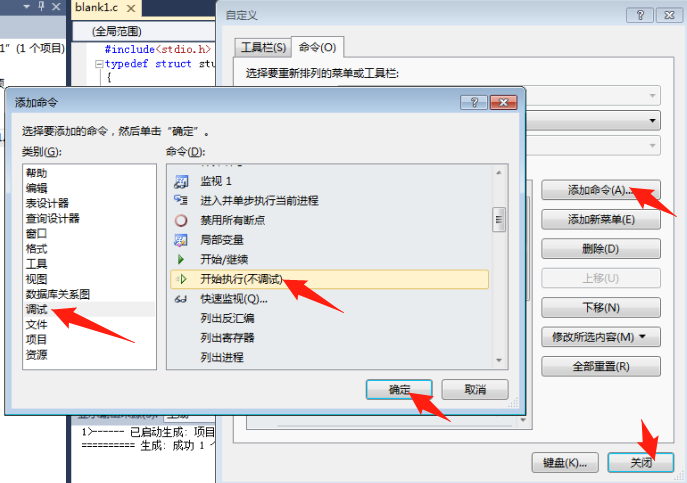 blank1.c
(全局范围)
1" (1 个项目)
#include<stdio.h>
typedef struct stu
{
自定义
工具栏(S)
命令(O)
选择要重新排列的菜单或工具栏:
添加命令
选择要添加的命令，然后单击“确定”。
类别(G):
命令(D):
帮助
编辑
表设计器
查询设计器
窗口
格式
工具
视图
数据库关系图
调试
文件
项目
资源
监视 1
进入并单步执行当前进程
禁用所有断点
局部变量
开始/继续
开始执行(不调试)
快速监视(Q)...
列出反汇编
列出寄存器
列出进程
确定
取消
添加命令(A)...
添加新菜单(E)
删除(D)
上移(U)
下移(N)
修改所选内容(M)
全部重置(R)
键盘(K)...
关闭
1>------ 已启动生成: 项目
========== 生成: 成功 1 个